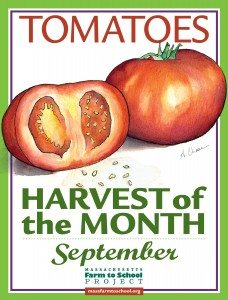 TOMATOES
HARVEST of
the MONTH
September
MASSACHUSETTS
Farm to School
PROJECT
massfarmtoschool.org